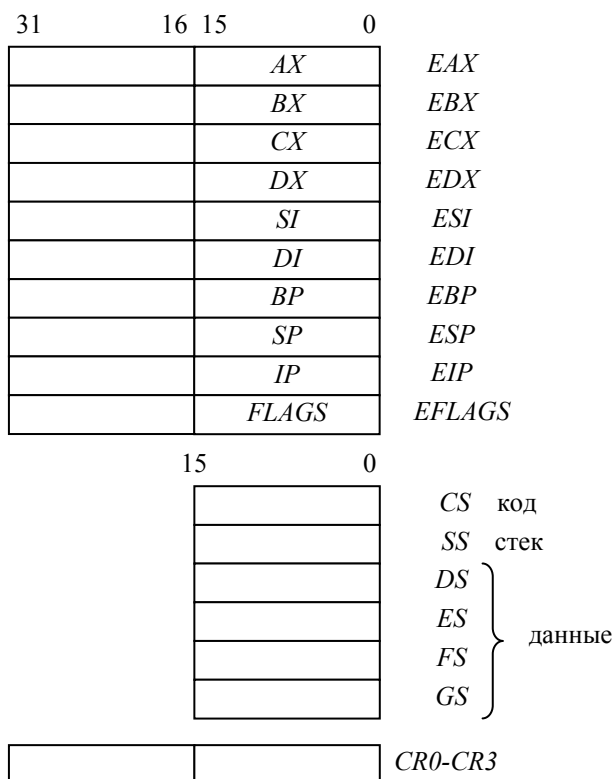 31 16 15 0
AX EAX
BX EBX
CX ECX
DX EDX
SI ESI
DI EDI
BP EBP
SP ESP
IP EIP
FLAGS EFLAGS
15 0
CS код
SS стек
DS
ES
данные
FS
GS
CR0-CR3